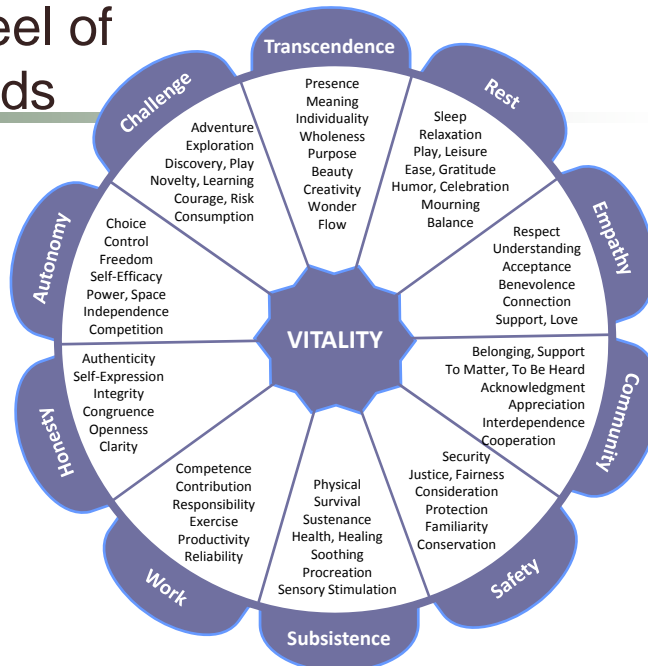 eel of
ds
Transcendence
Presence
Meaning
Individuality
Wholeness
Purpose
Beauty
Creativity
Wonder
Flow
Rest
Sleep
Relaxation
Play, Leisure
Ease, Gratitude
Humor, Celebration
Mourning
Balance
Empathy
Respect
Understanding
Acceptance
Benevolence
Connection
Support, Love
Community
Belonging, Support
To Matter, To Be Heard
Acknowledgment
Appreciation
Interdependence
Cooperation
Safety
Security
Justice, Fairness
Consideration
Protection
Familiarity
Conservation
Subsistence
Physical
Survival
Sustenance
Health, Healing
Soothing
Procreation
Sensory Stimulation
Work
Competence
Contribution
Responsibility
Exercise
Productivity
Reliability
Honesty
Authenticity
Self-Expression
Integrity
Congruence
Openness
Clarity
Autonomy
Choice
Control
Freedom
Self-Efficacy
Power, Space
Independence
Competition
Challenge
Adventure
Exploration
Discovery, Play
Novelty, Learning
Courage, Risk
Consumption
VITALITY